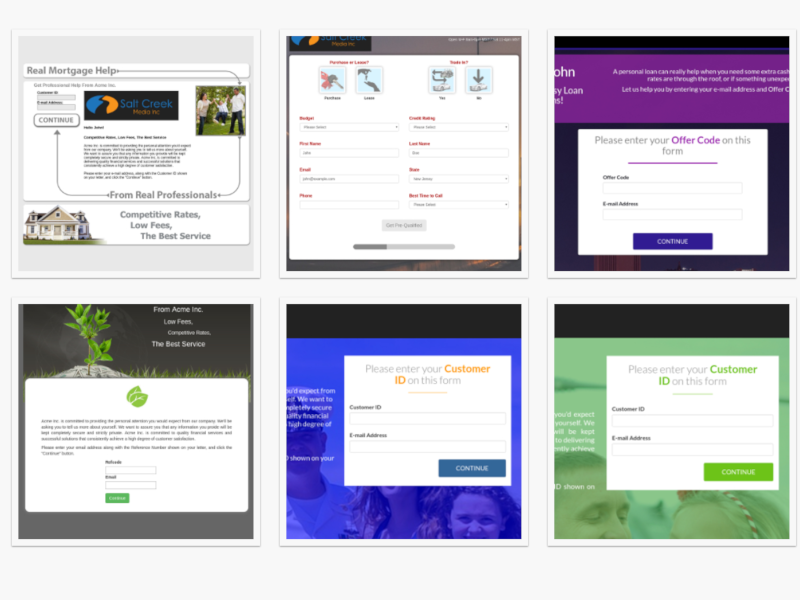 Real Mortgage Help
Get Professional Help From Acme Inc.
Customer ID
E-mail Address
CONTINUE
Salt Creek
Media Inc
Hello John!
Competitive Rates, Low Fees, The Best Service
From Real Professionals
Competitive Rates,
Low Fees,
The Best Service
Salt Creek
Media Inc
Purchase or Lease?
Trade In?
Purchase
Lease
Yes
No
Budget
Credit Rating
Please Select
Please Select
First Name
Last Name
John
Doe
Email
State
john@example.com
New Jersey
Phone
Best Time to Call
Please Select
Get Pre-Qualified
ohn
A personal loan can really help when you need some extra cash
sy Loan
rates are through the roof, or if something unexpe
ns!
Let us help you by entering your e-mail address and Offer C
Please enter your Offer Code on this
form
Offer Code
E-mail Address
CONTINUE
From Acme Inc.
Low Fees,
Competitive Rates,
The Best Service
Acme Inc. is committed to providing the personal attention you would expect from our company. We'll be
asking you to tell us more about yourself. We want to assure you that any information you provide will be
kept completely secure and strictly private. Acme Inc. is committed to delivering quality financial services and
successful solutions that consistently achieve a high degree of customer satisfaction.
Please enter your email address along with the Reference Number shown on your letter, and click the
"Continue" button.
Refcode
Email
Continue
Please enter your Customer
ID on this form
ou'd expect from
self. We want to
mpletely secure
uality financial
high degree of
Customer ID
E-mail Address
D shown on your
CONTINUE
Please enter your Customer
ID on this form
you'd expect
yourself. We
will be kept
to delivering
ently achieve
Customer ID
E-mail Address
ID shown on
CONTINUE